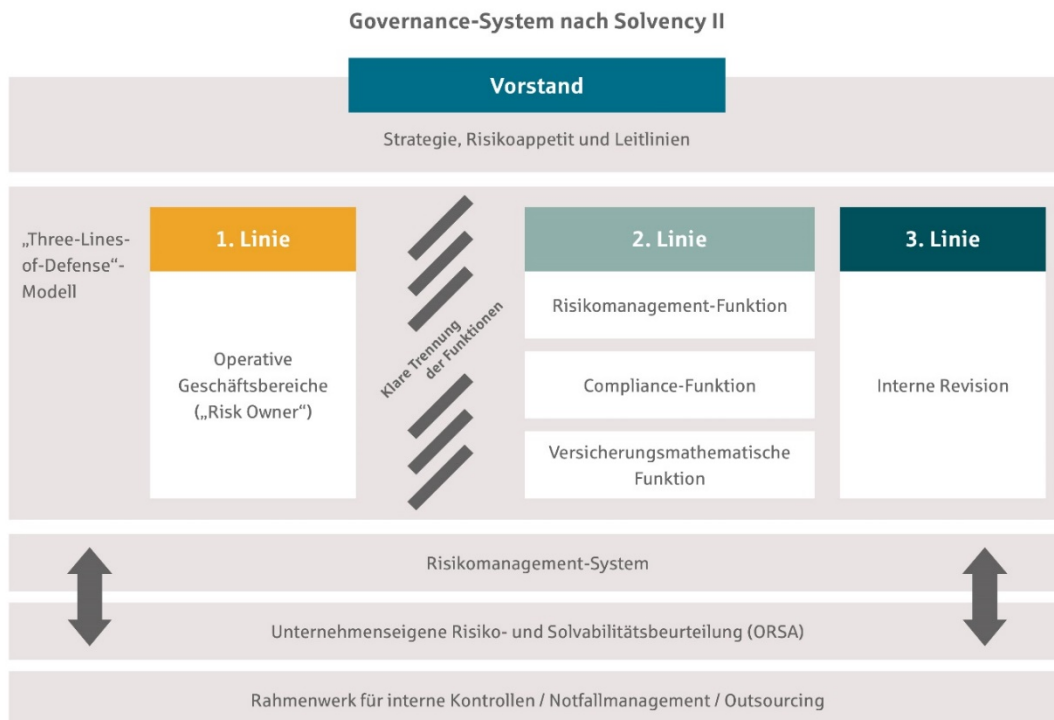 Governance-System nach Solvency II
Vorstand
Strategie, Risikoappetit und Leitlinien
„Three-Lines-
of-Defense“-
Modell
1. Linie
Operative
Geschäftsbereiche
(„Risk Owner“)
Klare Trennung
der Funktionen
2. Linie
Risikomanagement-Funktion
Compliance-Funktion
Versicherungsmathematische
Funktion
3. Linie
Interne Revision
Risikomanagement-System
Unternehmenseigene Risiko- und Solvabilitätsbeurteilung (ORSA)
Rahmenwerk für interne Kontrollen / Notfallmanagement / Outsourcing